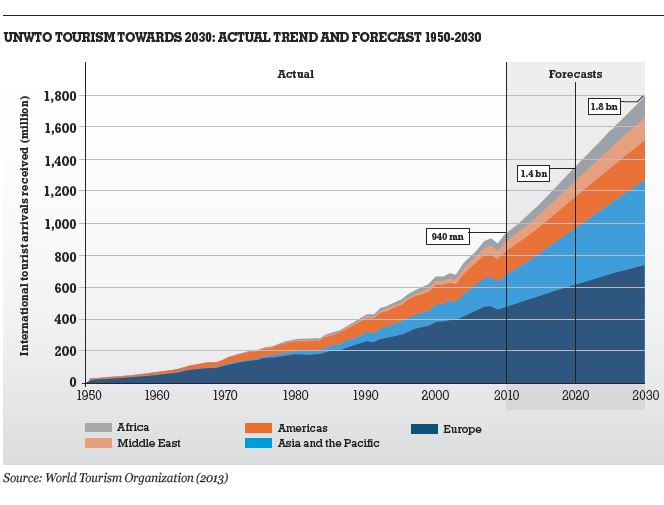 UNWTO TOURISM TOWARDS 2030: ACTUAL TREND AND FORECAST 1950-2030
Actual
Forecasts
International tourist arrivals received (million)
1,800
1,600
1,400
1,200
1,000
800
600
400
200
0
1.8 bn
1.4 bn
940 mn
1950 1960 1970 1980 1990 2000 2010 2020 2030
Africa
Americas
Europe
Middle East
Asia and the Pacific
Source: World Tourism Organization (2013)